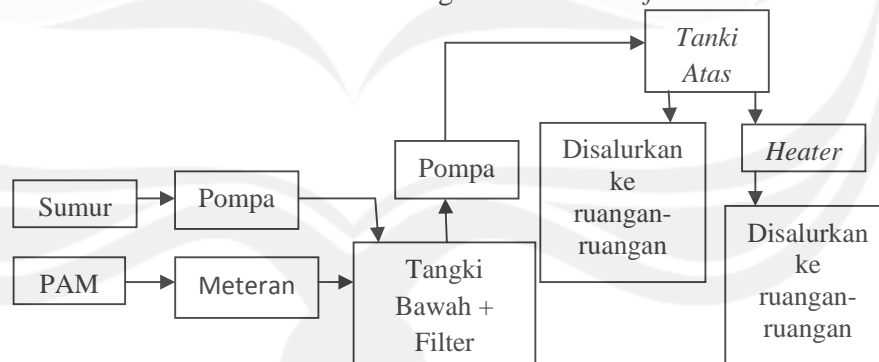 Tanki
Atas
Pompa
Disalurkan
ke
ruangan-
ruangan
Heater
Sumur
Pompa
Disalurkan
ke
ruangan-
ruangan
PAM
Meteran
Tangki
Bawah +
Filter